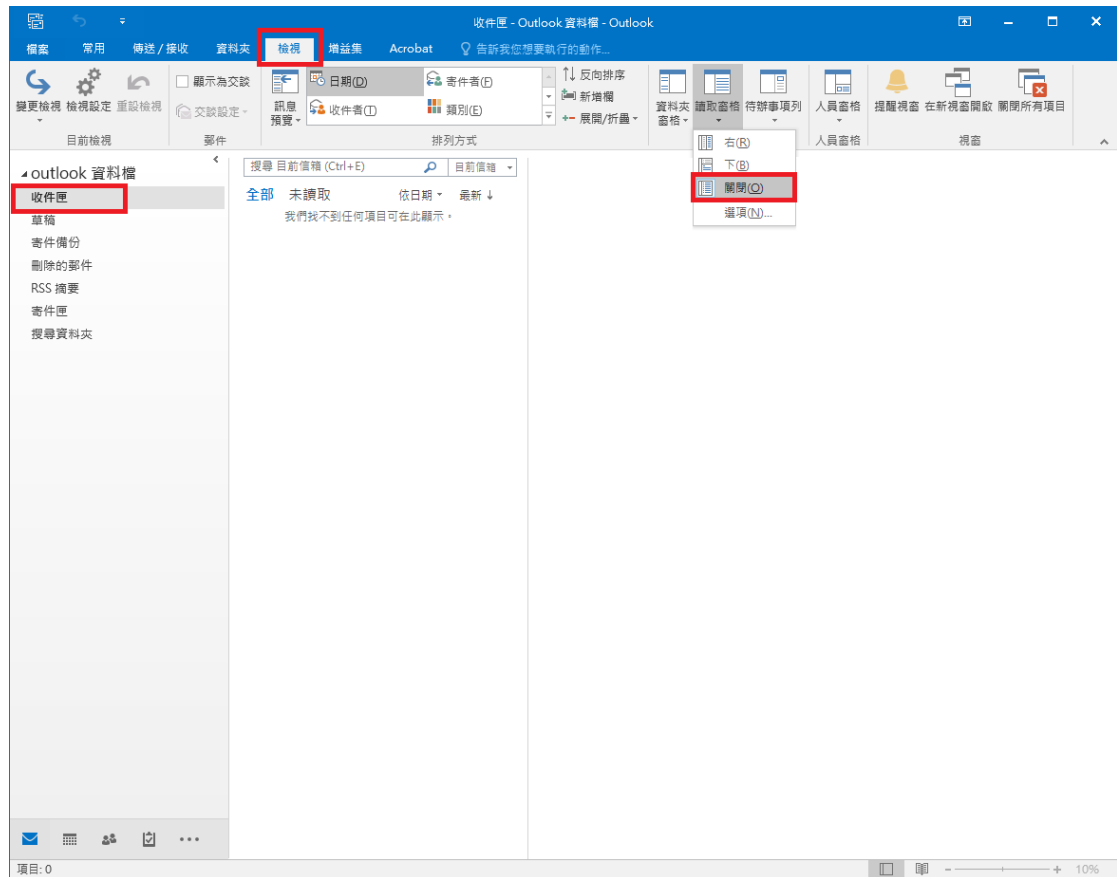 收件匣 - Outlook 資料檔 - Outlook
檔案 常用 傳送 / 接收 資料夾 檢視 增益集 Acrobat 告訴我您想要執行的動作...
變更檢視 檢視設定 重設檢視
目前檢視
顯示為交談
交談設定
郵件
訊息預覽
日期(D) 寄件者(F)
收件者(T) 類別(E)
反向排序
新增欄
展開/折疊
排列方式
資料夾窗格 讀取窗格 待辦事項列
人員窗格
人員窗格
提醒視窗 在新視窗開啟 關閉所有項目
視窗
右(R)
下(B)
關閉(O)
選項(N)...
outlook 資料檔
收件匣
草稿
寄件備份
刪除的郵件
RSS 摘要
寄件匣
搜尋資料夾
搜尋 目前信箱 (Ctrl+E) 目前信箱
全部 未讀取 依日期 最新 ↓
我們找不到任何項目可在此顯示。
項目: 0
10%